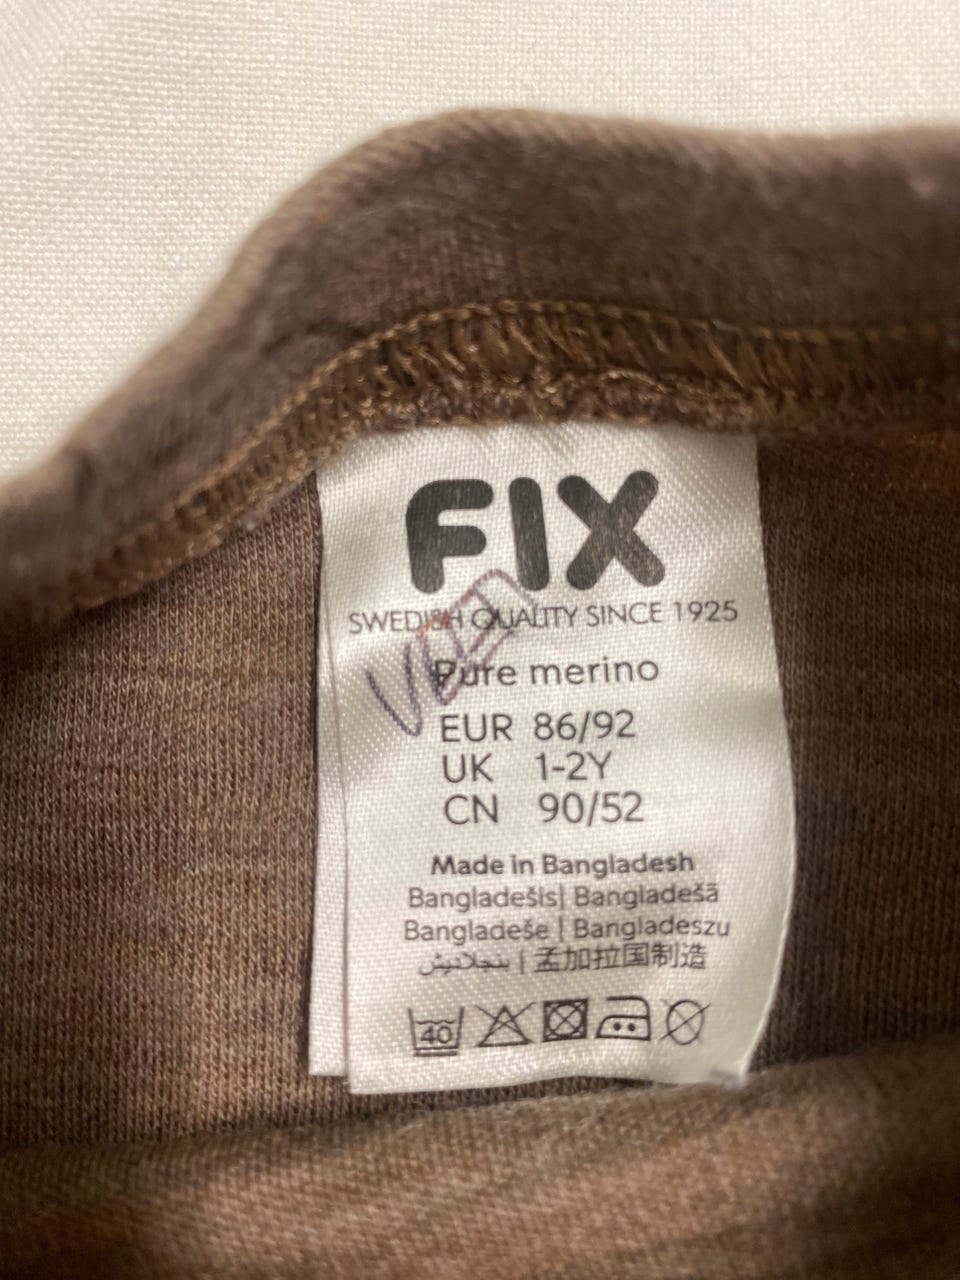 FIX
SWEDISH QUALITY SINCE 1925
Pure merino
EUR 86/92
UK 1-2Y
CN 90/52
Made in Bangladesh
Bangladešis| Bangladešā
Bangladeše | Bangladeszu
بنجلاديش | 孟加拉国制造
40